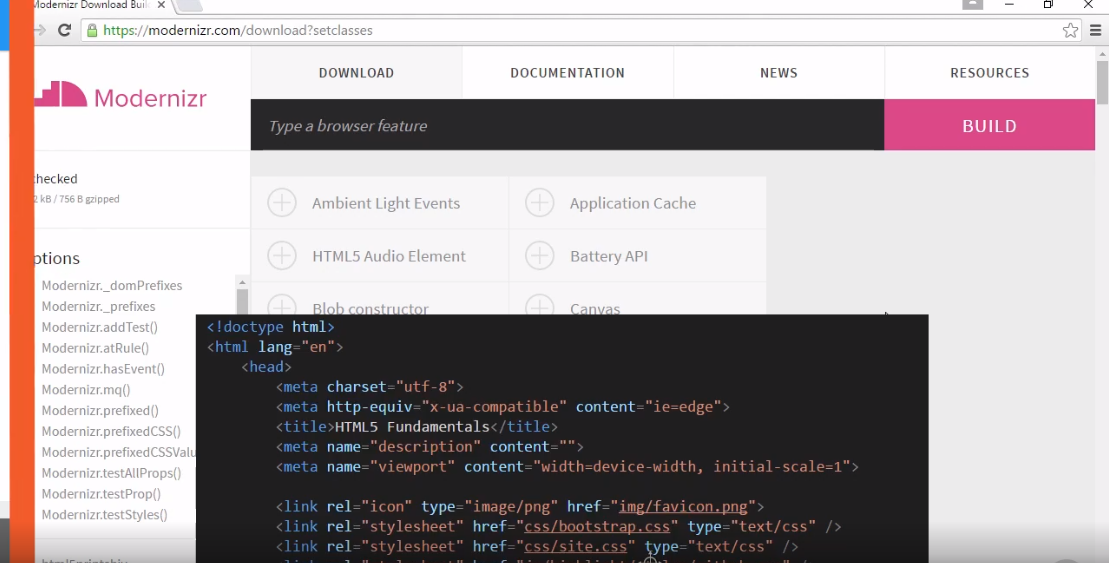 Modernizr Download Buil
https://modernizr.com/download?setclasses
DOWNLOAD
DOCUMENTATION
NEWS
RESOURCES
Modernizr
Type a browser feature
BUILD
checked
2 kB / 756 B gzipped
ptions
Modernizr._domPrefixes
Modernizr._prefixes
Modernizr.addTest()
Modernizr.atRule()
Modernizr.hasEvent()
Modernizr.mq()
Modernizr.prefixed()
Modernizr.prefixedCSS()
Modernizr.prefixedCSSValu
Modernizr.testAllProps()
Modernizr.testProp()
Modernizr.testStyles()
Ambient Light Events
Application Cache
HTML5 Audio Element
Battery API
Blob constructor
Canvas
<!doctype html>
<html lang="en">
<head>
<meta charset="utf-8">
<meta http-equiv="x-ua-compatible" content="ie=edge">
<title>HTML5 Fundamentals</title>
<meta name="description" content="">
<meta name="viewport" content="width=device-width, initial-scale=1">
<link rel="icon" type="image/png" href="img/favicon.png">
<link rel="stylesheet" href="css/bootstrap.css" type="text/css" />
<link rel="stylesheet" href="css/site.css" type="text/css" />